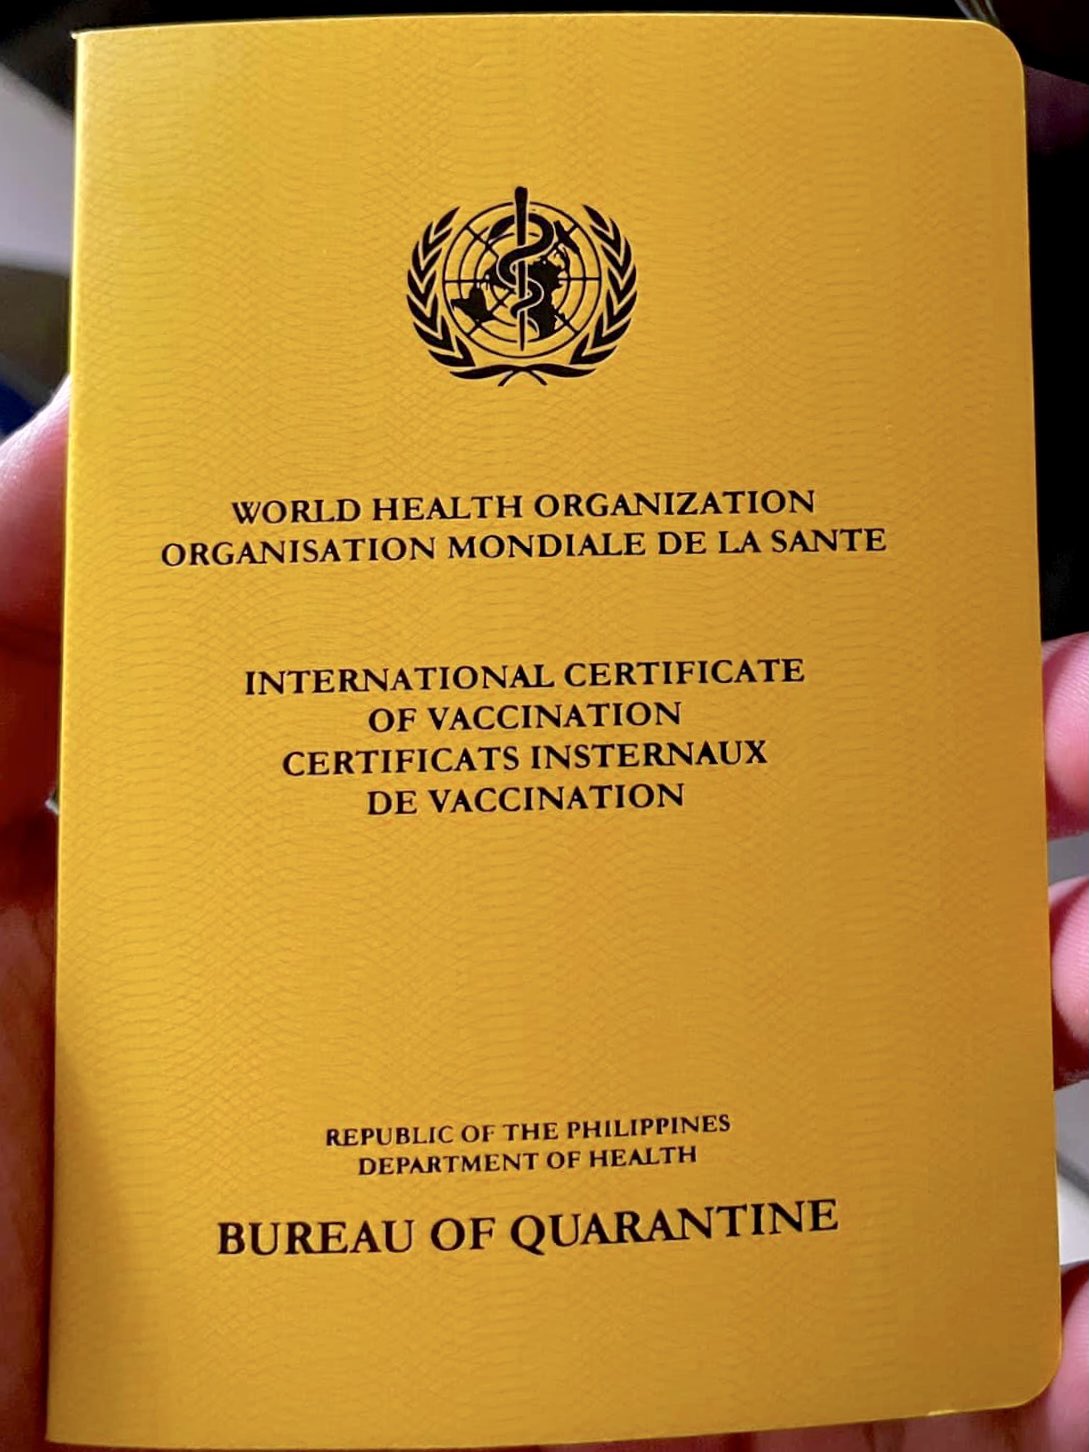 WORLD HEALTH ORGANIZATION
ORGANISATION MONDIALE DE LA SANTE
INTERNATIONAL CERTIFICATE
OF VACCINATION
CERTIFICATS INSTERNAUX
DE VACCINATION
REPUBLIC OF THE PHILIPPINES
DEPARTMENT OF HEALTH
BUREAU OF QUARANTINE